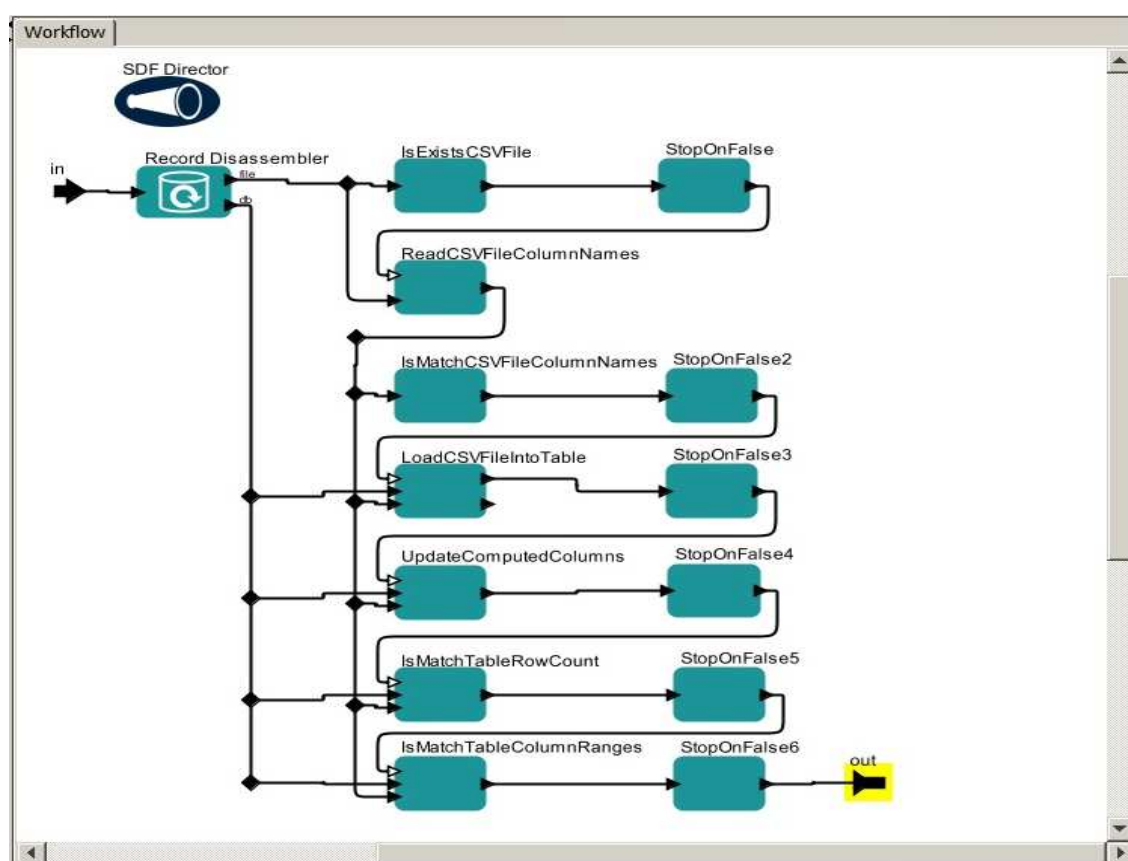 Workflow
SDF Director
in
Record Disassembler
file
db
IsExistsCSVFile
StopOnFalse
ReadCSVFileColumnNames
IsMatchCSVFileColumnNames
StopOnFalse2
LoadCSVFileIntoTable
StopOnFalse3
UpdateComputedColumns
StopOnFalse4
IsMatchTableRowCount
StopOnFalse5
IsMatchTableColumnRanges
StopOnFalse6
out